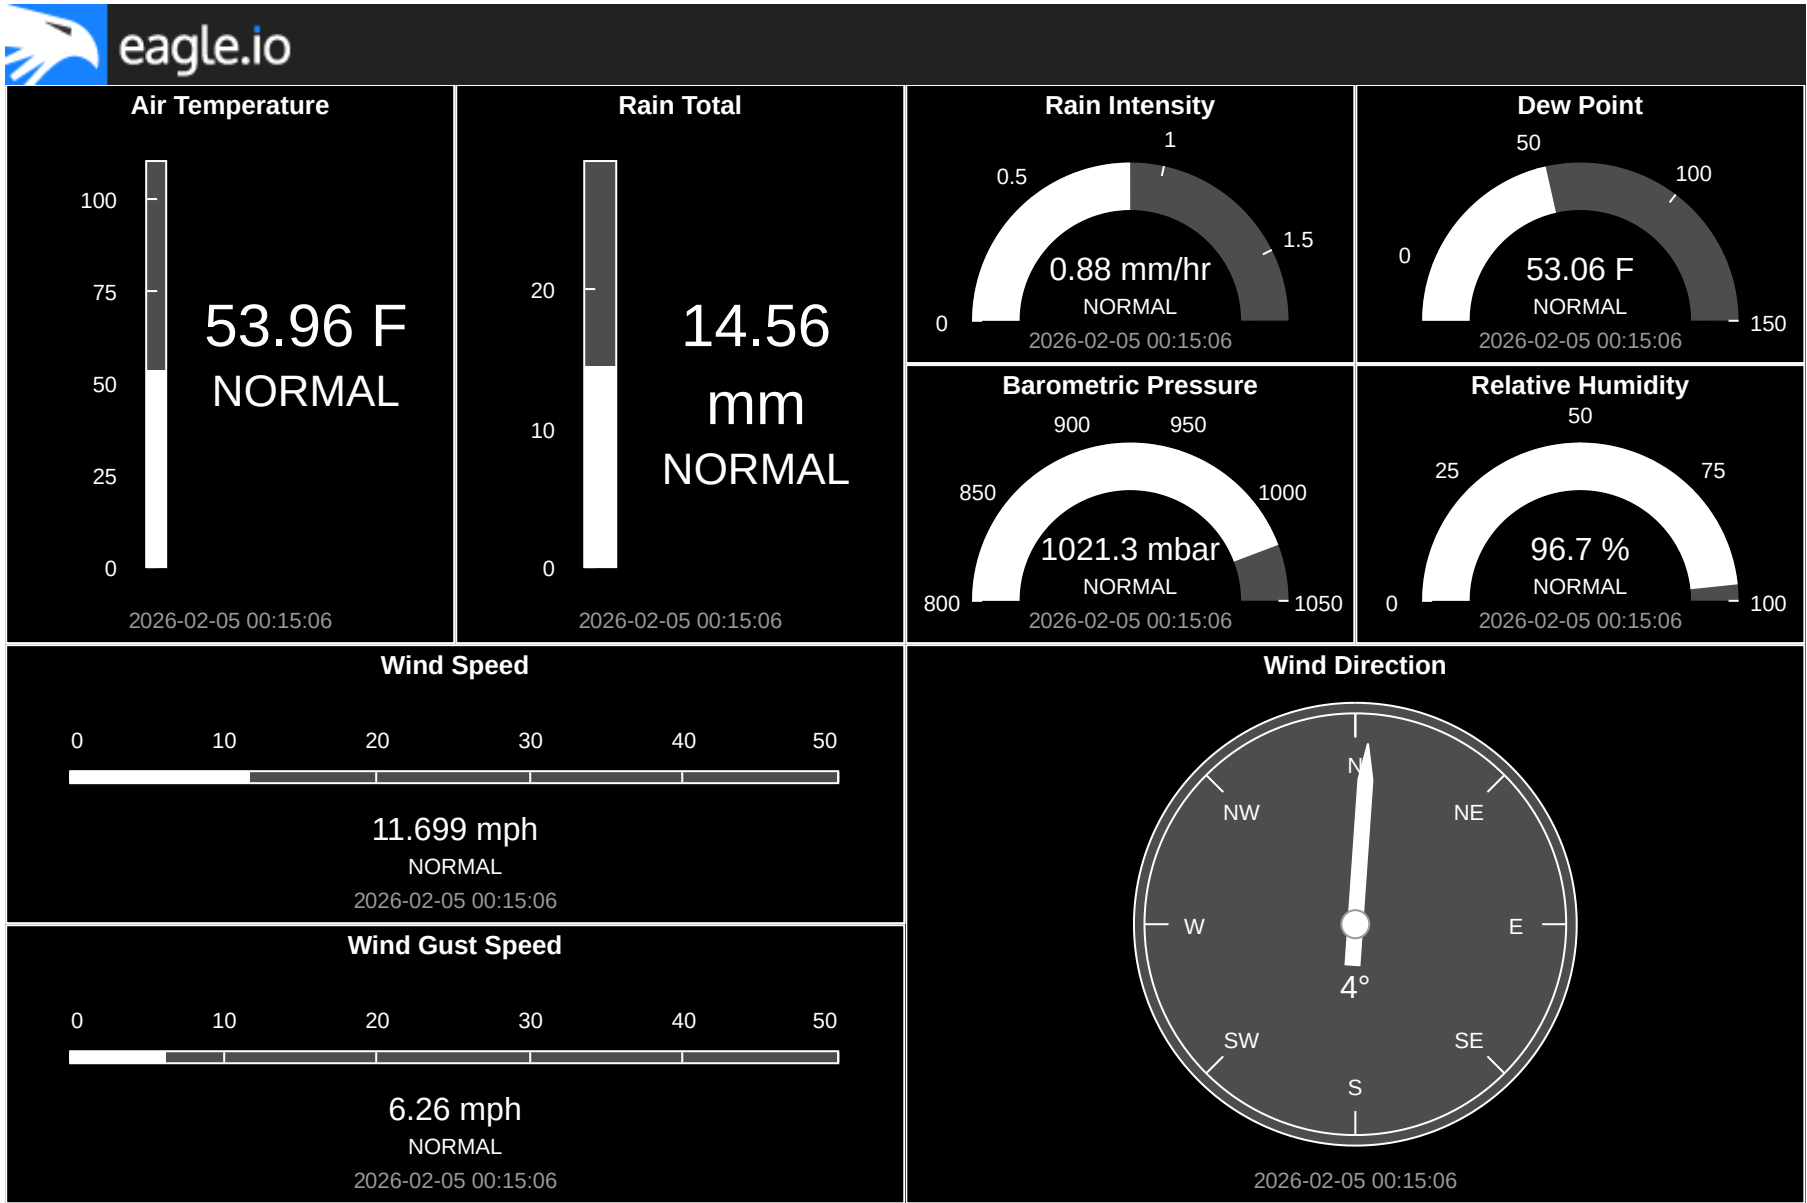 eagle.io
Air Temperature
100
75
50
25
0
53.96 F
NORMAL
2026-02-05 00:15:06
Rain Total
20
10
0
14.56
mm
NORMAL
2026-02-05 00:15:06
Rain Intensity
0
0.5
1
1.5
0.88 mm/hr
NORMAL
2026-02-05 00:15:06
Dew Point
0
50
100
150
53.06 F
NORMAL
2026-02-05 00:15:06
Barometric Pressure
800
850
900
950
1000
1050
1021.3 mbar
NORMAL
2026-02-05 00:15:06
Relative Humidity
0
25
50
75
100
96.7 %
NORMAL
2026-02-05 00:15:06
Wind Speed
0 10 20 30 40 50
11.699 mph
NORMAL
2026-02-05 00:15:06
Wind Gust Speed
0 10 20 30 40 50
6.26 mph
NORMAL
2026-02-05 00:15:06
Wind Direction
N
NW NE
W E
4°
SW SE
S
2026-02-05 00:15:06